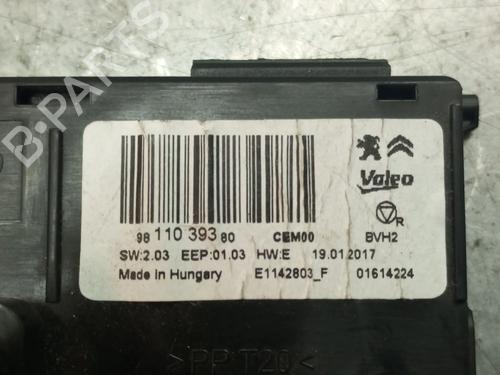 B-PARTS
Valeo
R
98 110 393 80 CEM00 BVH2
SW:2.03 EEP:01.03 HW:E 19.01.2017
Made In Hungary E1142803_F 01614224
>PP T20<